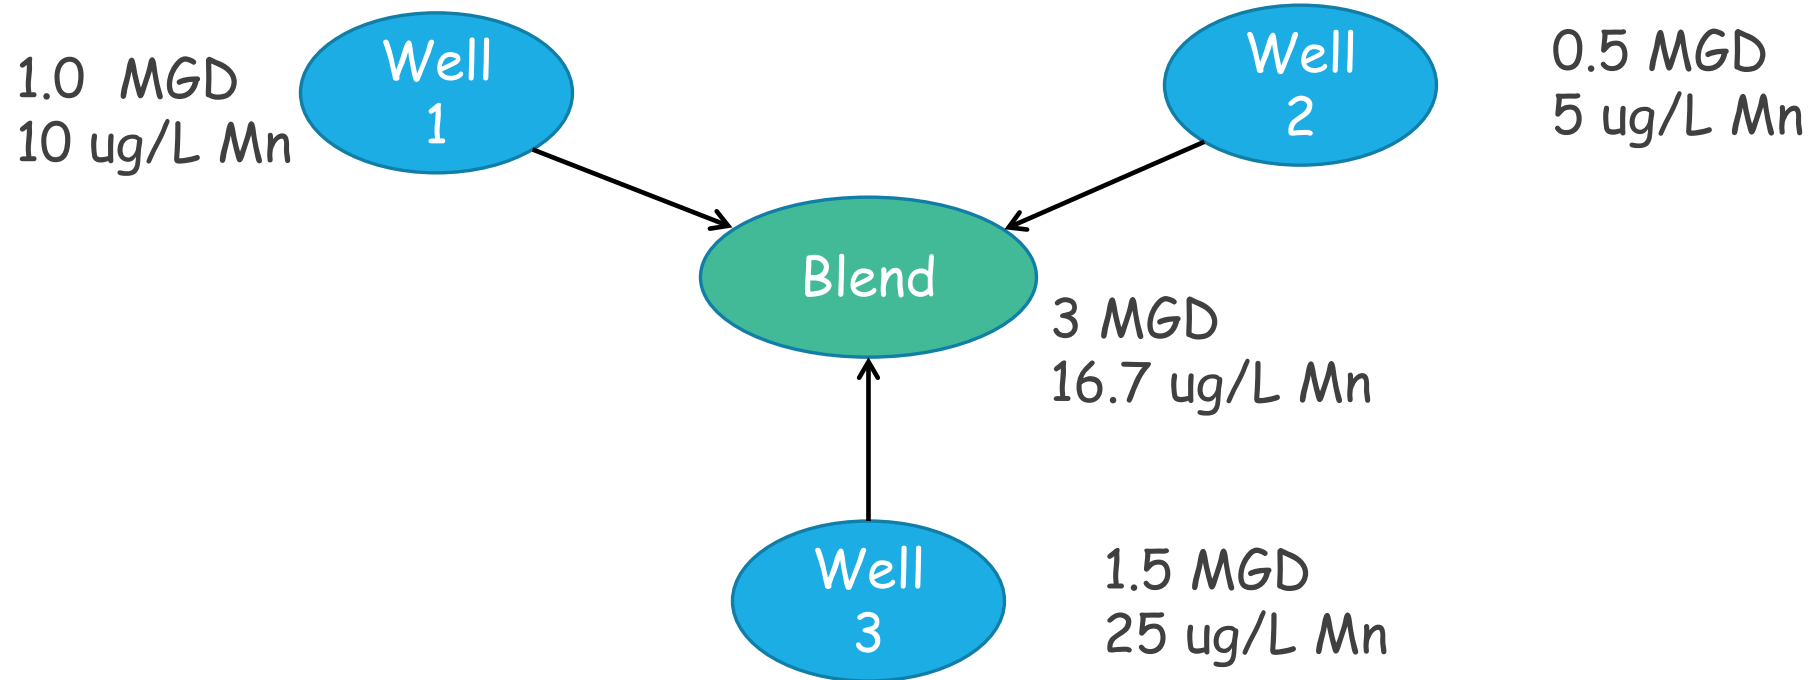 1.0 MGD
10 ug/L Mn
Well
1
Well
2
0.5 MGD
5 ug/L Mn
Blend
3 MGD
16.7 ug/L Mn
Well
3
1.5 MGD
25 ug/L Mn